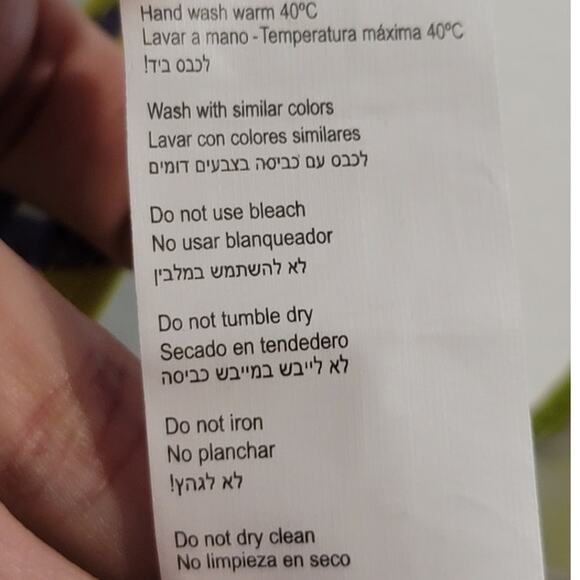 Hand wash warm 40ºC
Lavar a mano - Temperatura máxima 40ºC
לכבס ביד!
Wash with similar colors
Lavar con colores similares
לכבס עם כביסה בצבעים דומים
Do not use bleach
No usar blanqueador
לא להשתמש במלבין
Do not tumble dry
Secado en tendedero
לא לייבש במייבש כביסה
Do not iron
No planchar
לא לגהץ!
Do not dry clean
No limpieza en seco